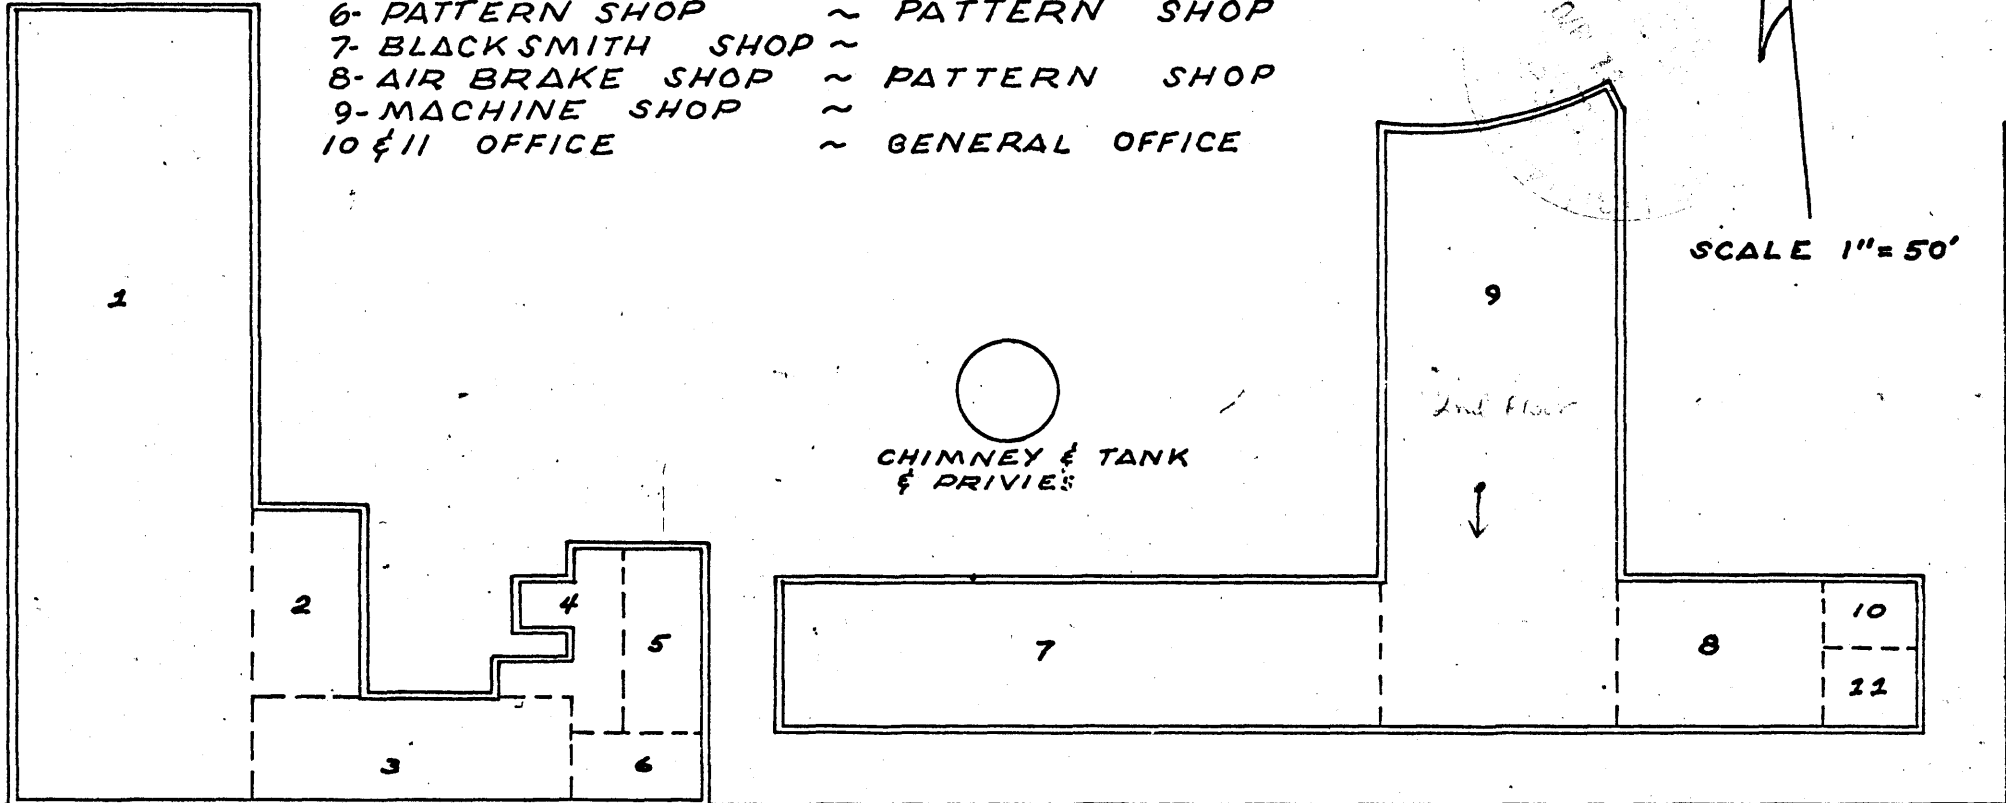 6- PATTERN SHOP ~ PATTERN SHOP
7- BLACKSMITH SHOP ~
8- AIR BRAKE SHOP ~ PATTERN SHOP
9- MACHINE SHOP ~
10 & 11 OFFICE ~ GENERAL OFFICE
SCALE 1"= 50'
1
9
2nd Floor
CHIMNEY & TANK
& PRIVIES
2
4
5
7
8
10
11
3
6